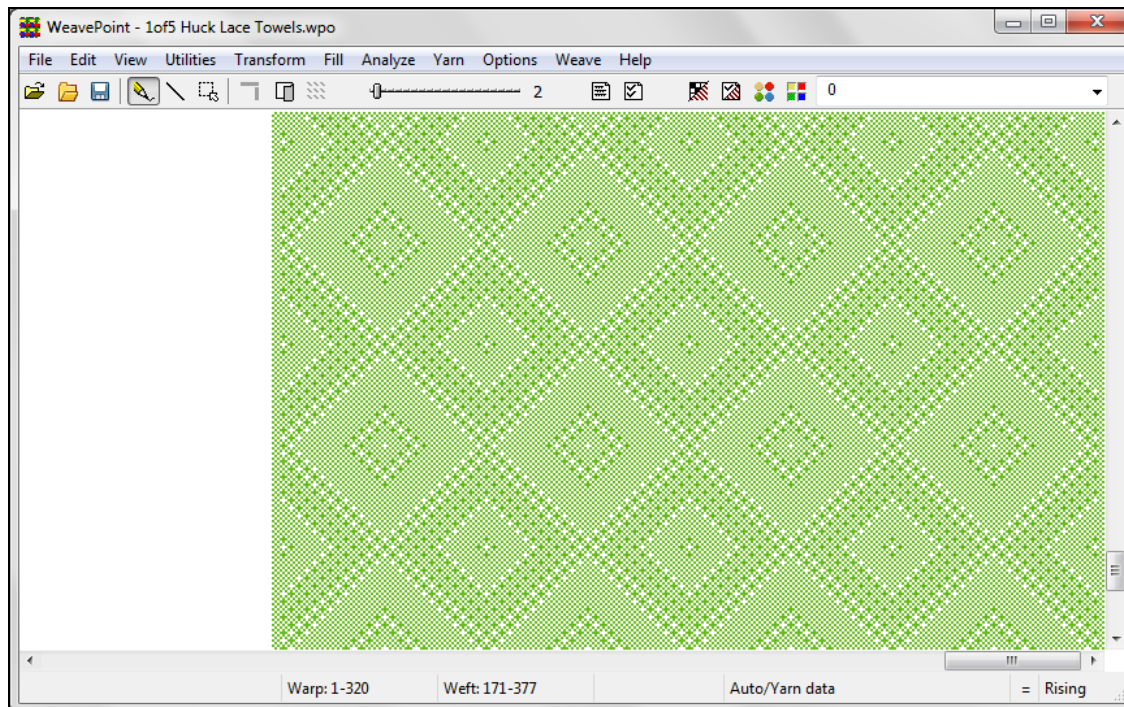 WeavePoint - 1of5 Huck Lace Towels.wpo
File Edit View Utilities Transform Fill Analyze Yarn Options Weave Help
2 0
Warp: 1-320 Weft: 171-377 Auto/Yarn data = Rising